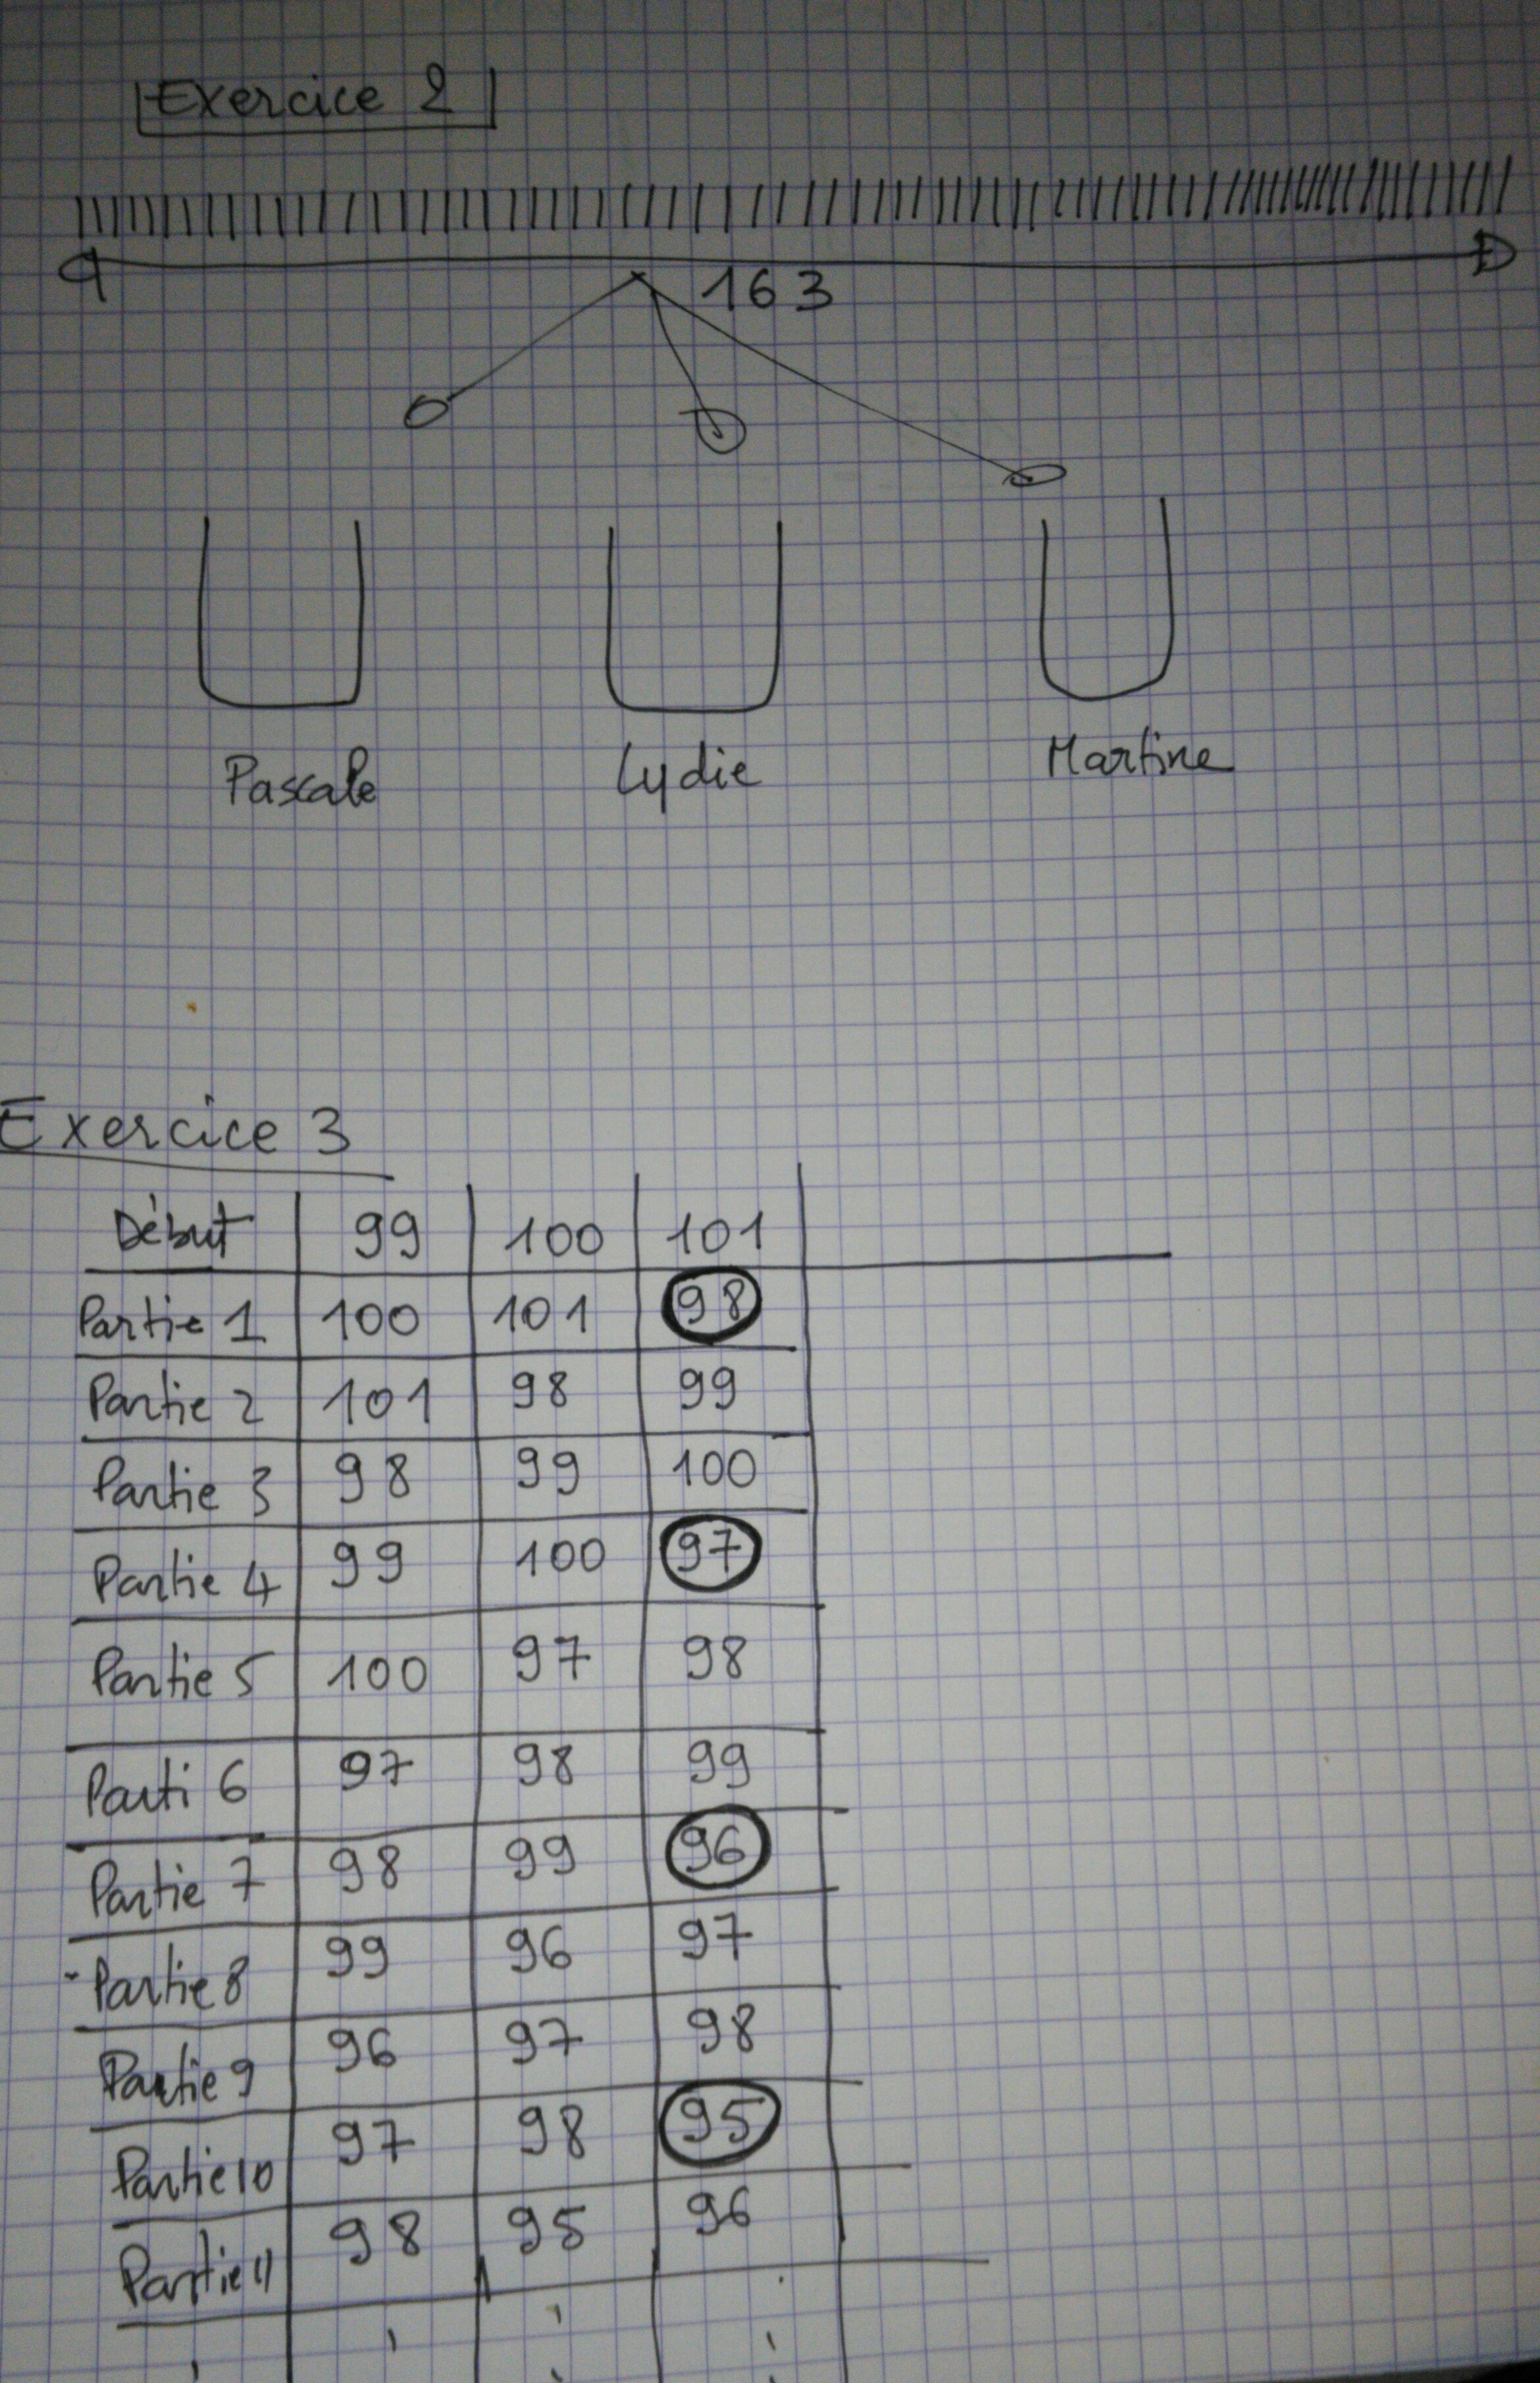 Exercice 2
163
Pascale Lydie Martine
Exercice 3
Début 99 100 101
Partie 1 100 101 98
Partie 2 101 98 99
Partie 3 98 99 100
Partie 4 99 100 97
Partie 5 100 97 98
Parti 6 97 98 99
Partie 7 98 99 96
Partie 8 99 96 97
Partie 9 96 97 98
Partie 10 97 98 95
Partie 11 98 95 96